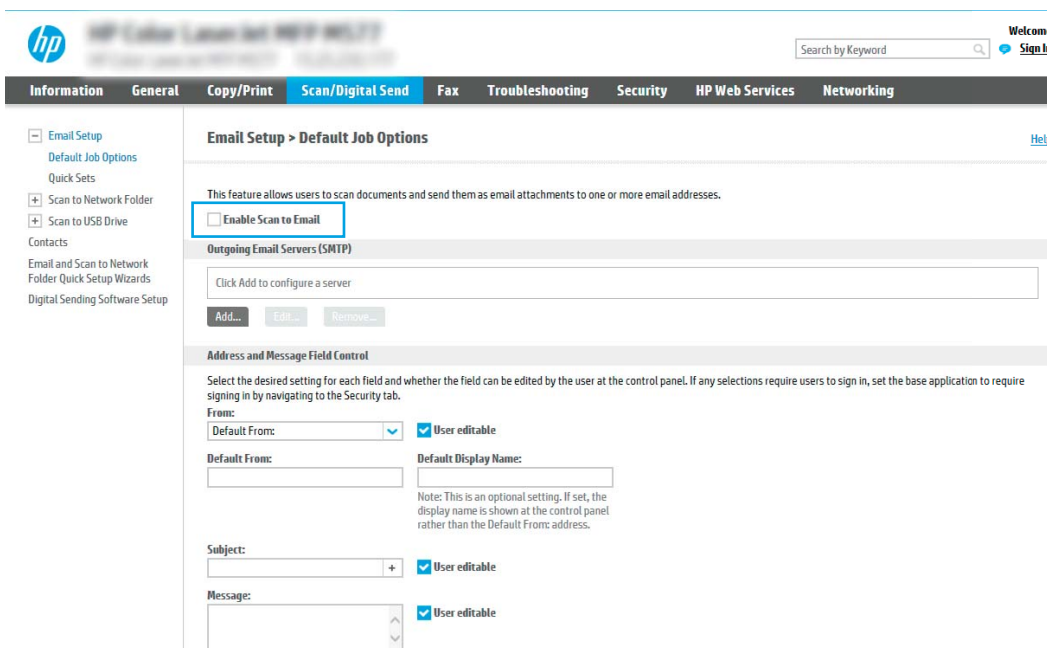 hp
Welcome
Search by Keyword
Sign In
Information General Copy/Print Scan/Digital Send Fax Troubleshooting Security HP Web Services Networking
Email Setup
Default Job Options
Quick Sets
Scan to Network Folder
Scan to USB Drive
Contacts
Email and Scan to Network
Folder Quick Setup Wizards
Digital Sending Software Setup
Email Setup > Default Job Options
Help
This feature allows users to scan documents and send them as email attachments to one or more email addresses.
Enable Scan to Email
Outgoing Email Servers (SMTP)
Click Add to configure a server
Add... Edit... Remove...
Address and Message Field Control
Select the desired setting for each field and whether the field can be edited by the user at the control panel. If any selections require users to sign in, set the base application to require
signing in by navigating to the Security tab.
From:
Default From: User editable
Default From: Default Display Name:
Note: This is an optional setting. If set, the
display name is shown at the control panel
rather than the Default From: address.
Subject:
+ User editable
Message:
User editable